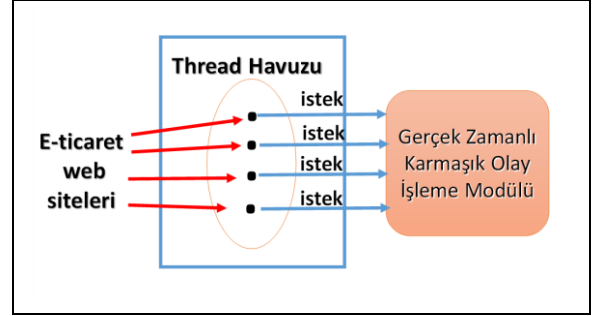 Thread Havuzu
E-ticaret
web
siteleri
istek
istek
istek
istek
Gerçek Zamanlı
Karmaşık Olay
İşleme Modülü